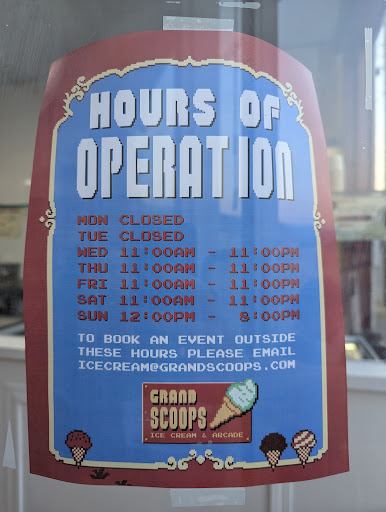 HOURS OF
OPERATION
MON CLOSED
TUE CLOSED
WED 11:00AM - 11:00PM
THU 11:00AM - 11:00PM
FRI 11:00AM - 11:00PM
SAT 11:00AM - 11:00PM
SUN 12:00PM - 8:00PM
TO BOOK AN EVENT OUTSIDE
THESE HOURS PLEASE EMAIL
ICECREAM@GRANDSCOOPS.COM
GRAND
SCOOPS
ICE CREAM & ARCADE